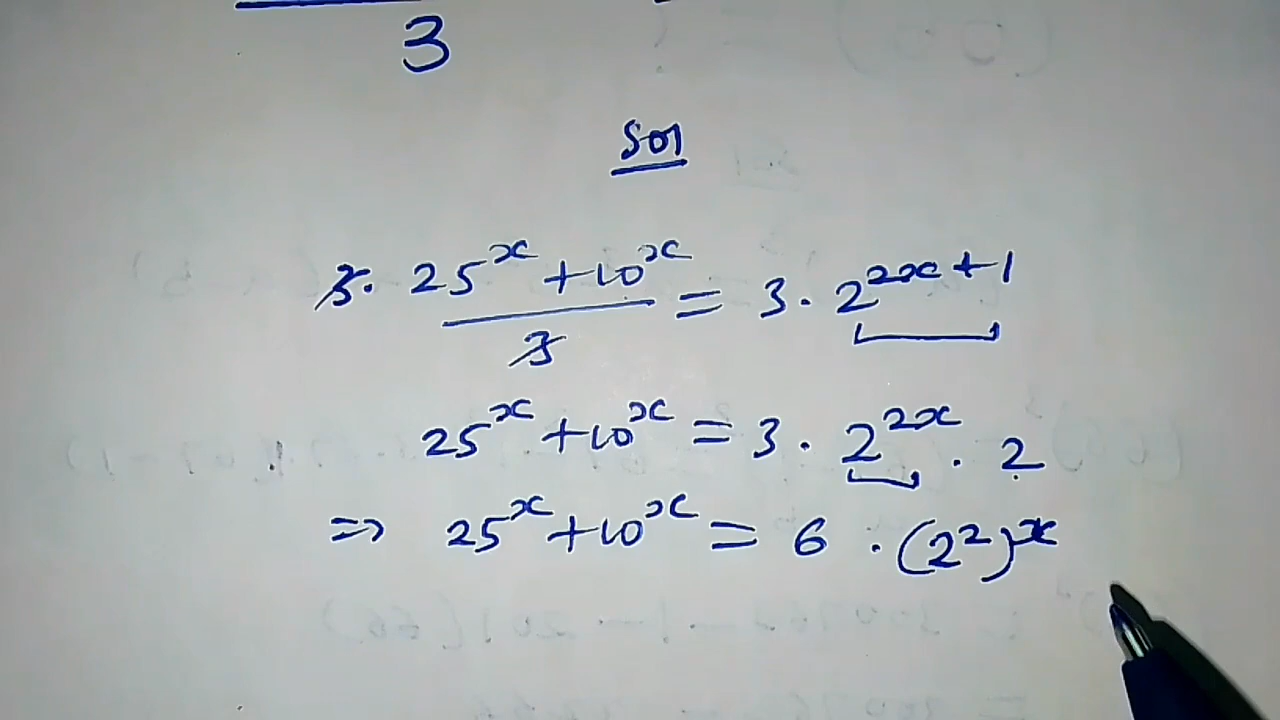 3
Sol
3. 25^x + 10^x / 3 = 3 . 2^2x+1
25^x + 10^x = 3 . 2^2x . 2
=> 25^x + 10^x = 6 . (2^2)^x